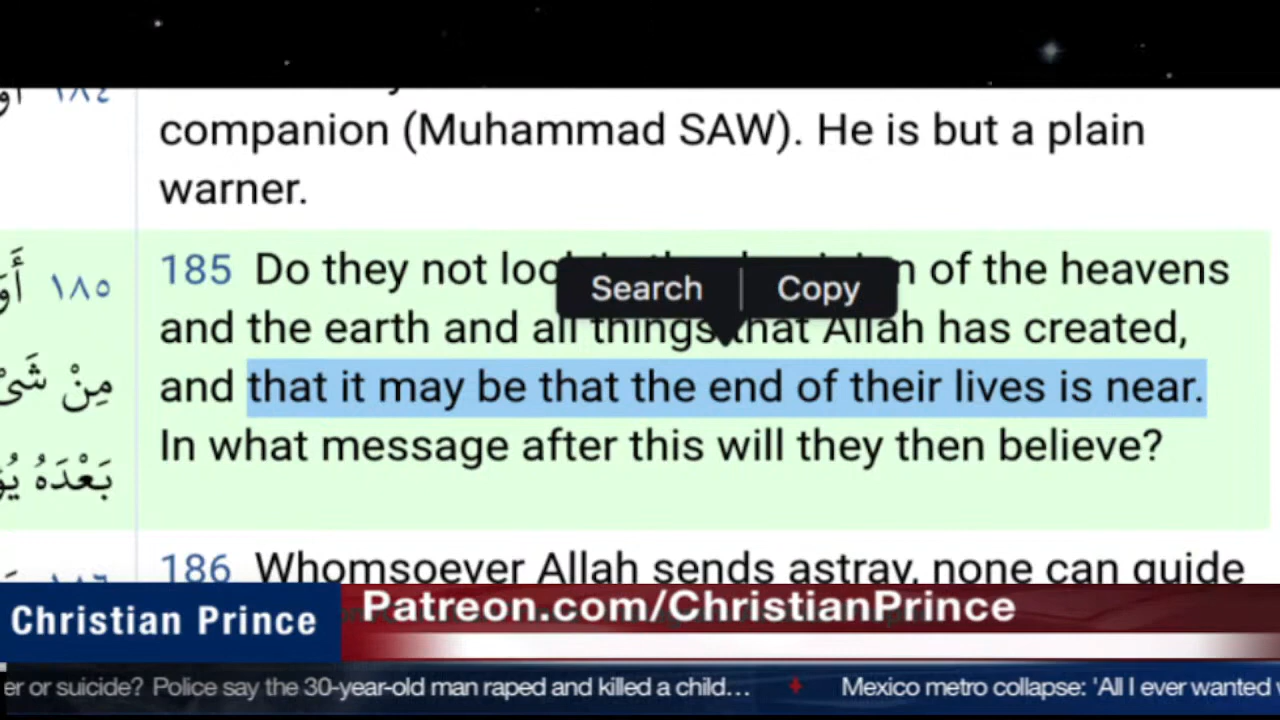 ١٨٤
companion (Muhammad SAW). He is but a plain
warner.
185 Do they not
of the heavens
١٨٥
Search Copy
and the earth and all things that Allah has created,
and that it may be that the end of their lives is near.
مِنْ
In what message after this will they then believe?
بَعْدَهُ
186 Whomsoever Allah sends astray, none can guide
١٨٦
Christian Prince
Patreon.com/ChristianPrince
er or suicide? Police say the 30-year-old man raped and killed a child... Mexico metro collapse: 'All I ever wanted